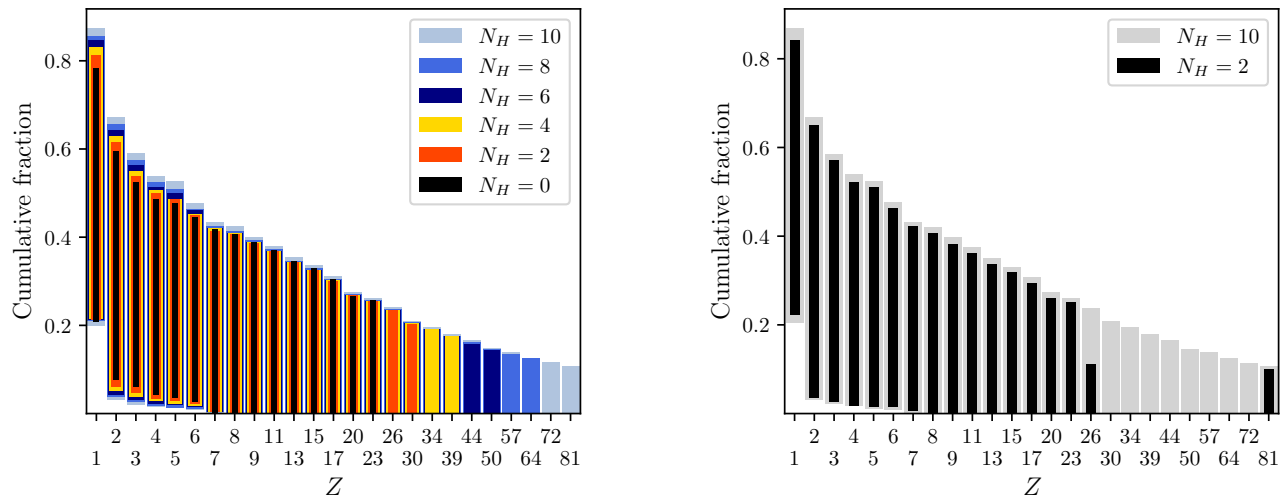 Cumulative fraction
0.8
0.6
0.4
0.2
N_H = 10
N_H = 8
N_H = 6
N_H = 4
N_H = 2
N_H = 0
2 4 6 8 11 15 20 26 34 44 57 72
1 3 5 7 9 13 17 23 30 39 50 64 81
Z
Cumulative fraction
0.8
0.6
0.4
0.2
N_H = 10
N_H = 2
2 4 6 8 11 15 20 26 34 44 57 72
1 3 5 7 9 13 17 23 30 39 50 64 81
Z